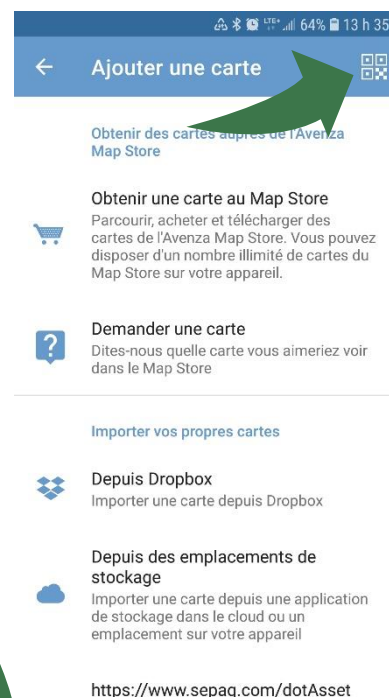 LTE+ 64% 13 h 35
Ajouter une carte
Obtenir des cartes auprès de l'Avenza
Map Store
Obtenir une carte au Map Store
Parcourir, acheter et télécharger des
cartes de l'Avenza Map Store. Vous pouvez
disposer d'un nombre illimité de cartes du
Map Store sur votre appareil.
Demander une carte
Dites-nous quelle carte vous aimeriez voir
dans le Map Store
Importer vos propres cartes
Depuis Dropbox
Importer une carte depuis Dropbox
Depuis des emplacements de
stockage
Importer une carte depuis une application
de stockage dans le cloud ou un
emplacement sur votre appareil
https://www.sepaq.com/dotAsset